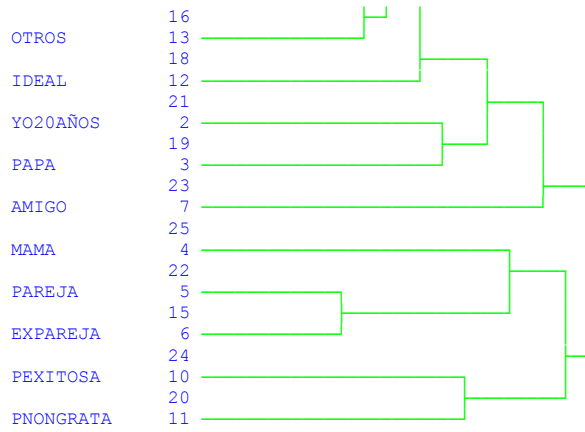 16
OTROS 13
18
IDEAL 12
21
YO20AÑOS 2
19
PAPA 3
23
AMIGO 7
25
MAMA 4
22
PAREJA 5
15
EXPAREJA 6
24
PEXITOSA 10
20
PNONGRATA 11